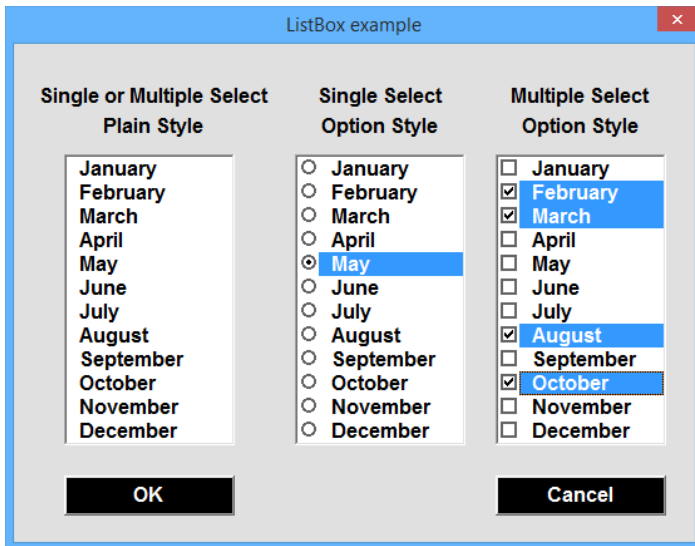 ListBox example
Single or Multiple Select
Plain Style
January
February
March
April
May
June
July
August
September
October
November
December
Single Select
Option Style
January
February
March
April
May
June
July
August
September
October
November
December
Multiple Select
Option Style
January
February
March
April
May
June
July
August
September
October
November
December
OK
Cancel